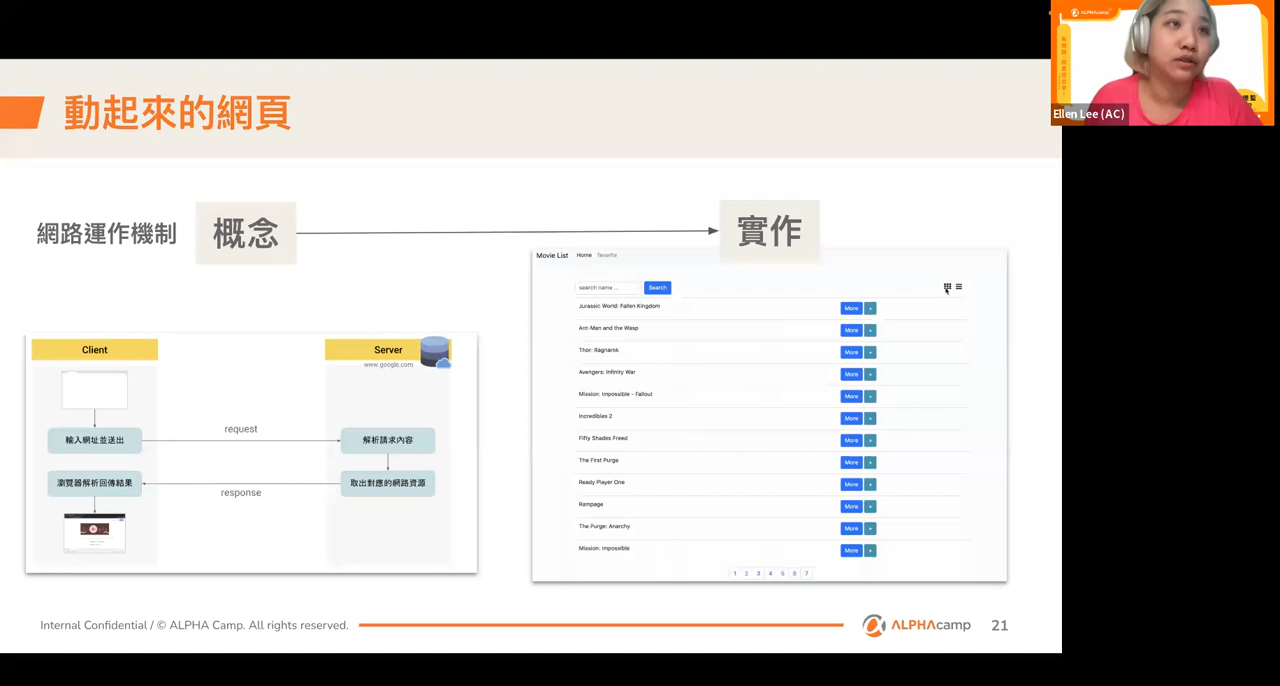 動起來的網頁
網路運作機制
概念
實作
Client
Server
www.google.com
輸入網址並送出
request
解析請求內容
瀏覽器解析回傳結果
response
取出對應的網路資源
Movie List Home Favorite
search name ... Search
Jurassic World: Fallen Kingdom More +
Ant-Man and the Wasp More +
Thor: Ragnarok More +
Avengers: Infinity War More +
Mission: Impossible - Fallout More +
Incredibles 2 More +
Fifty Shades Freed More +
The First Purge More +
Ready Player One More +
Rampage More +
The Purge: Anarchy More +
Mission: Impossible More +
1 2 3 4 5 6 7
Internal Confidential / © ALPHA Camp. All rights reserved.
ALPHAcamp
21
ALPHAcamp
Ellen Lee (AC)